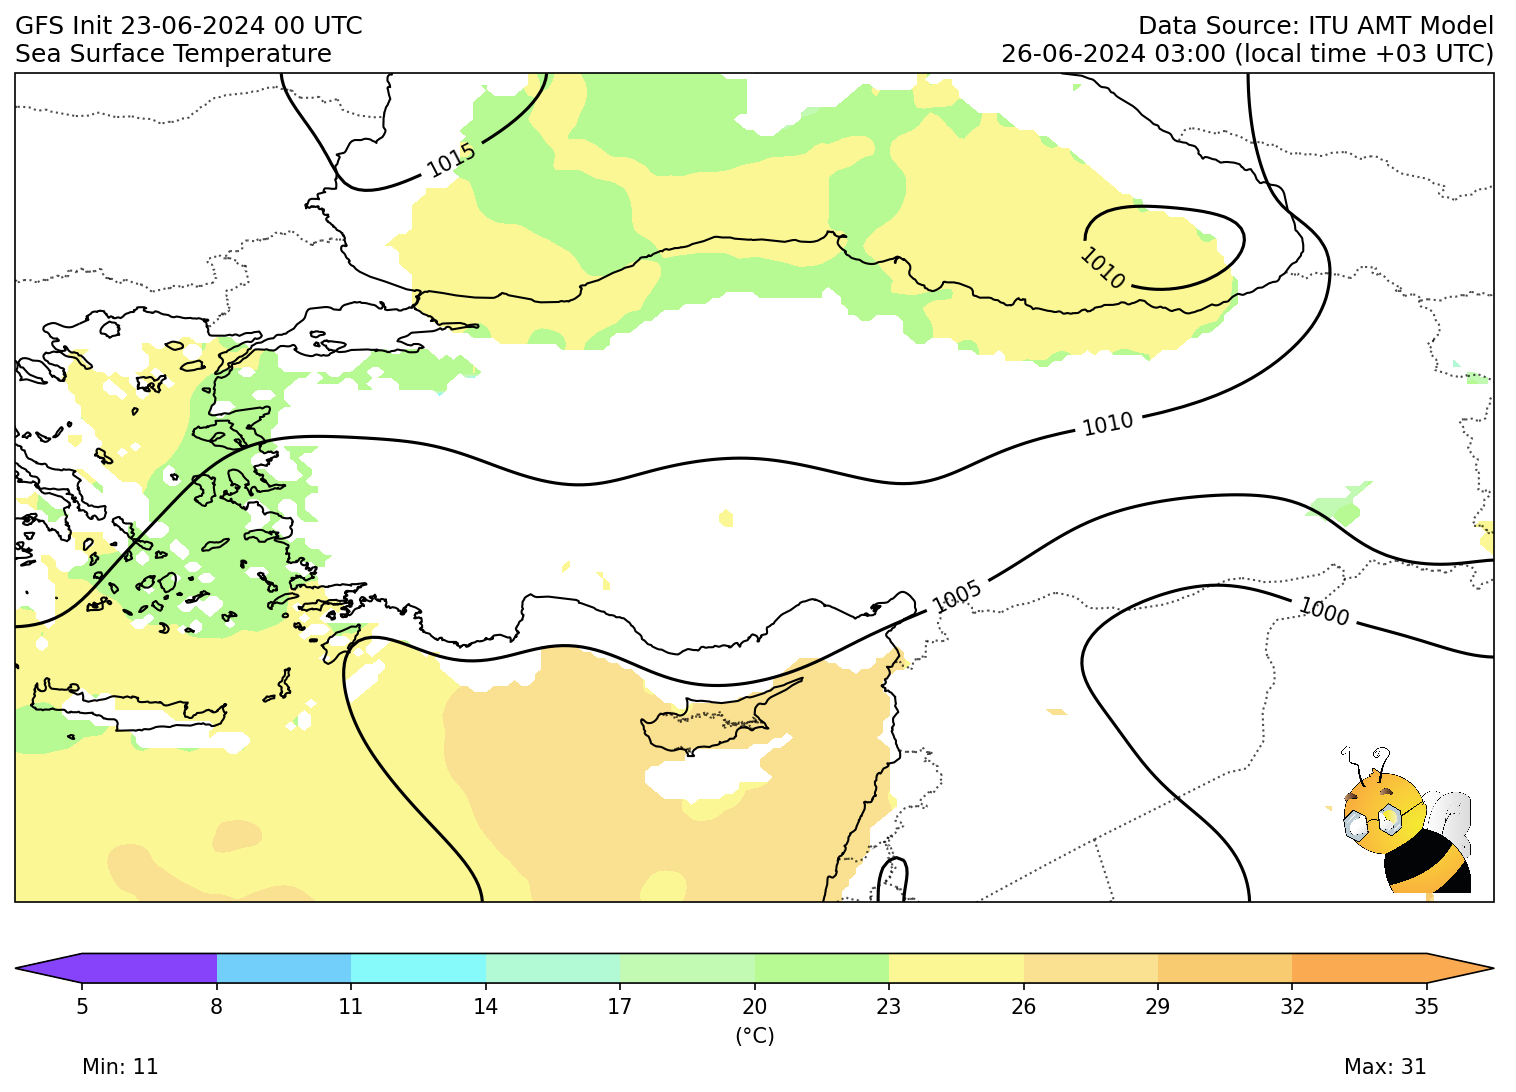 GFS Init 23-06-2024 00 UTC
Data Source: ITU AMT Model
Sea Surface Temperature
26-06-2024 03:00 (local time +03 UTC)
1015
1010
1010
1005
1000
5 8 11 14 17 20 23 26 29 32 35
(°C)
Min: 11
Max: 31